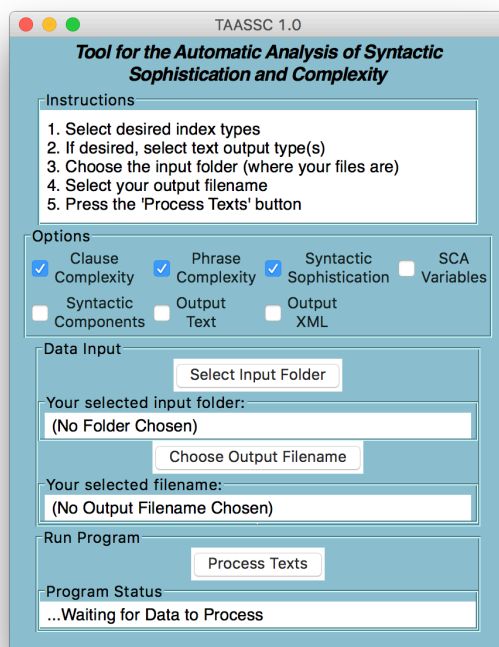 TAASSC 1.0
Tool for the Automatic Analysis of Syntactic
Sophistication and Complexity
Instructions
1. Select desired index types
2. If desired, select text output type(s)
3. Choose the input folder (where your files are)
4. Select your output filename
5. Press the 'Process Texts' button
Options
Clause Complexity
Phrase Complexity
Syntactic Sophistication
SCA Variables
Syntactic Components
Output Text
Output XML
Data Input
Select Input Folder
Your selected input folder:
(No Folder Chosen)
Choose Output Filename
Your selected filename:
(No Output Filename Chosen)
Run Program
Process Texts
Program Status
...Waiting for Data to Process